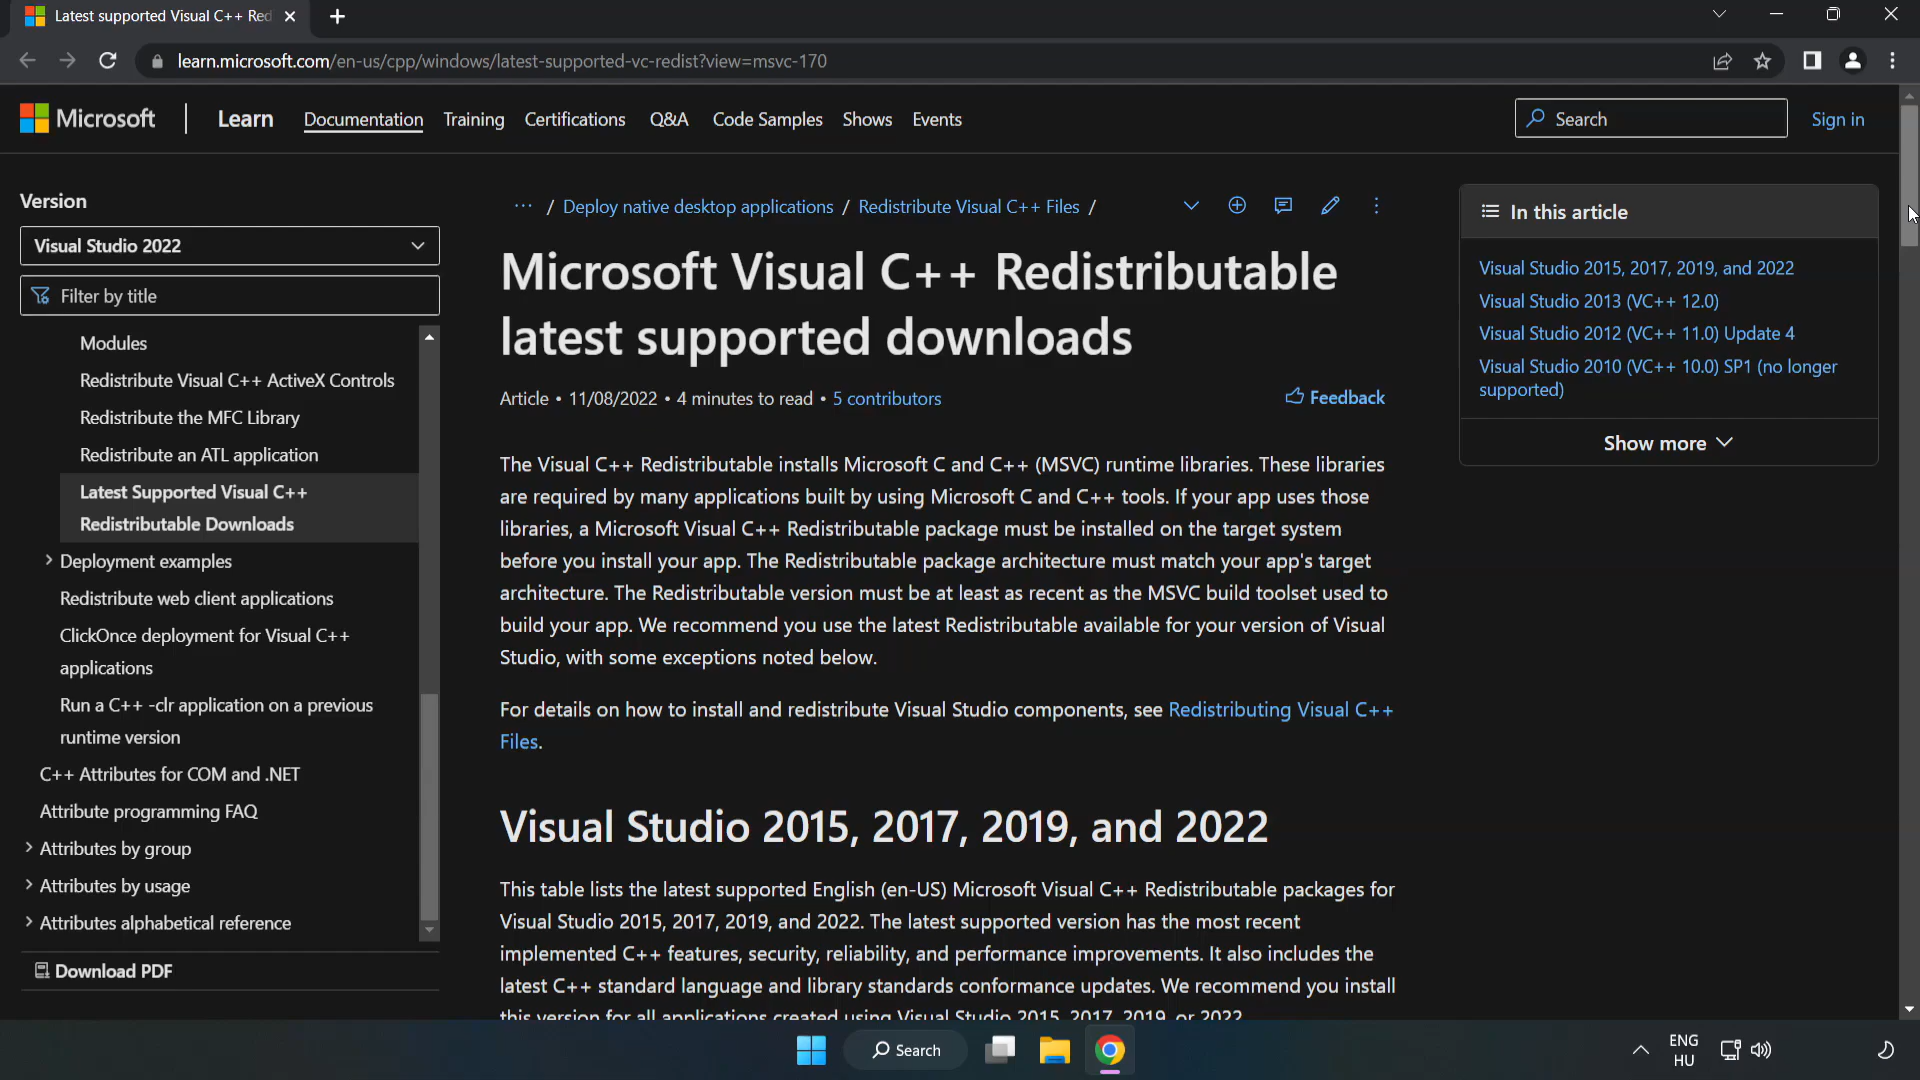 Latest supported Visual C++ Red
learn.microsoft.com/en-us/cpp/windows/latest-supported-vc-redist?view=msvc-170
Microsoft
Learn
Documentation
Training
Certifications
Q&A
Code Samples
Shows
Events
Search
Sign in
Version
Visual Studio 2022
Filter by title
Modules
Redistribute Visual C++ ActiveX Controls
Redistribute the MFC Library
Redistribute an ATL application
Latest Supported Visual C++
Redistributable Downloads
Deployment examples
Redistribute web client applications
ClickOnce deployment for Visual C++
applications
Run a C++ -clr application on a previous
runtime version
C++ Attributes for COM and .NET
Attribute programming FAQ
Attributes by group
Attributes by usage
Attributes alphabetical reference
Download PDF
··· / Deploy native desktop applications / Redistribute Visual C++ Files /
Microsoft Visual C++ Redistributable
latest supported downloads
Article • 11/08/2022 • 4 minutes to read • 5 contributors
Feedback
The Visual C++ Redistributable installs Microsoft C and C++ (MSVC) runtime libraries. These libraries
are required by many applications built by using Microsoft C and C++ tools. If your app uses those
libraries, a Microsoft Visual C++ Redistributable package must be installed on the target system
before you install your app. The Redistributable package architecture must match your app's target
architecture. The Redistributable version must be at least as recent as the MSVC build toolset used to
build your app. We recommend you use the latest Redistributable available for your version of Visual
Studio, with some exceptions noted below.
For details on how to install and redistribute Visual Studio components, see Redistributing Visual C++
Files.
Visual Studio 2015, 2017, 2019, and 2022
This table lists the latest supported English (en-US) Microsoft Visual C++ Redistributable packages for
Visual Studio 2015, 2017, 2019, and 2022. The latest supported version has the most recent
implemented C++ features, security, reliability, and performance improvements. It also includes the
latest C++ standard language and library standards conformance updates. We recommend you install
this version for all applications created using Visual Studio 2015, 2017, 2019, or 2022.
In this article
Visual Studio 2015, 2017, 2019, and 2022
Visual Studio 2013 (VC++ 12.0)
Visual Studio 2012 (VC++ 11.0) Update 4
Visual Studio 2010 (VC++ 10.0) SP1 (no longer
supported)
Show more
Search
ENG
HU